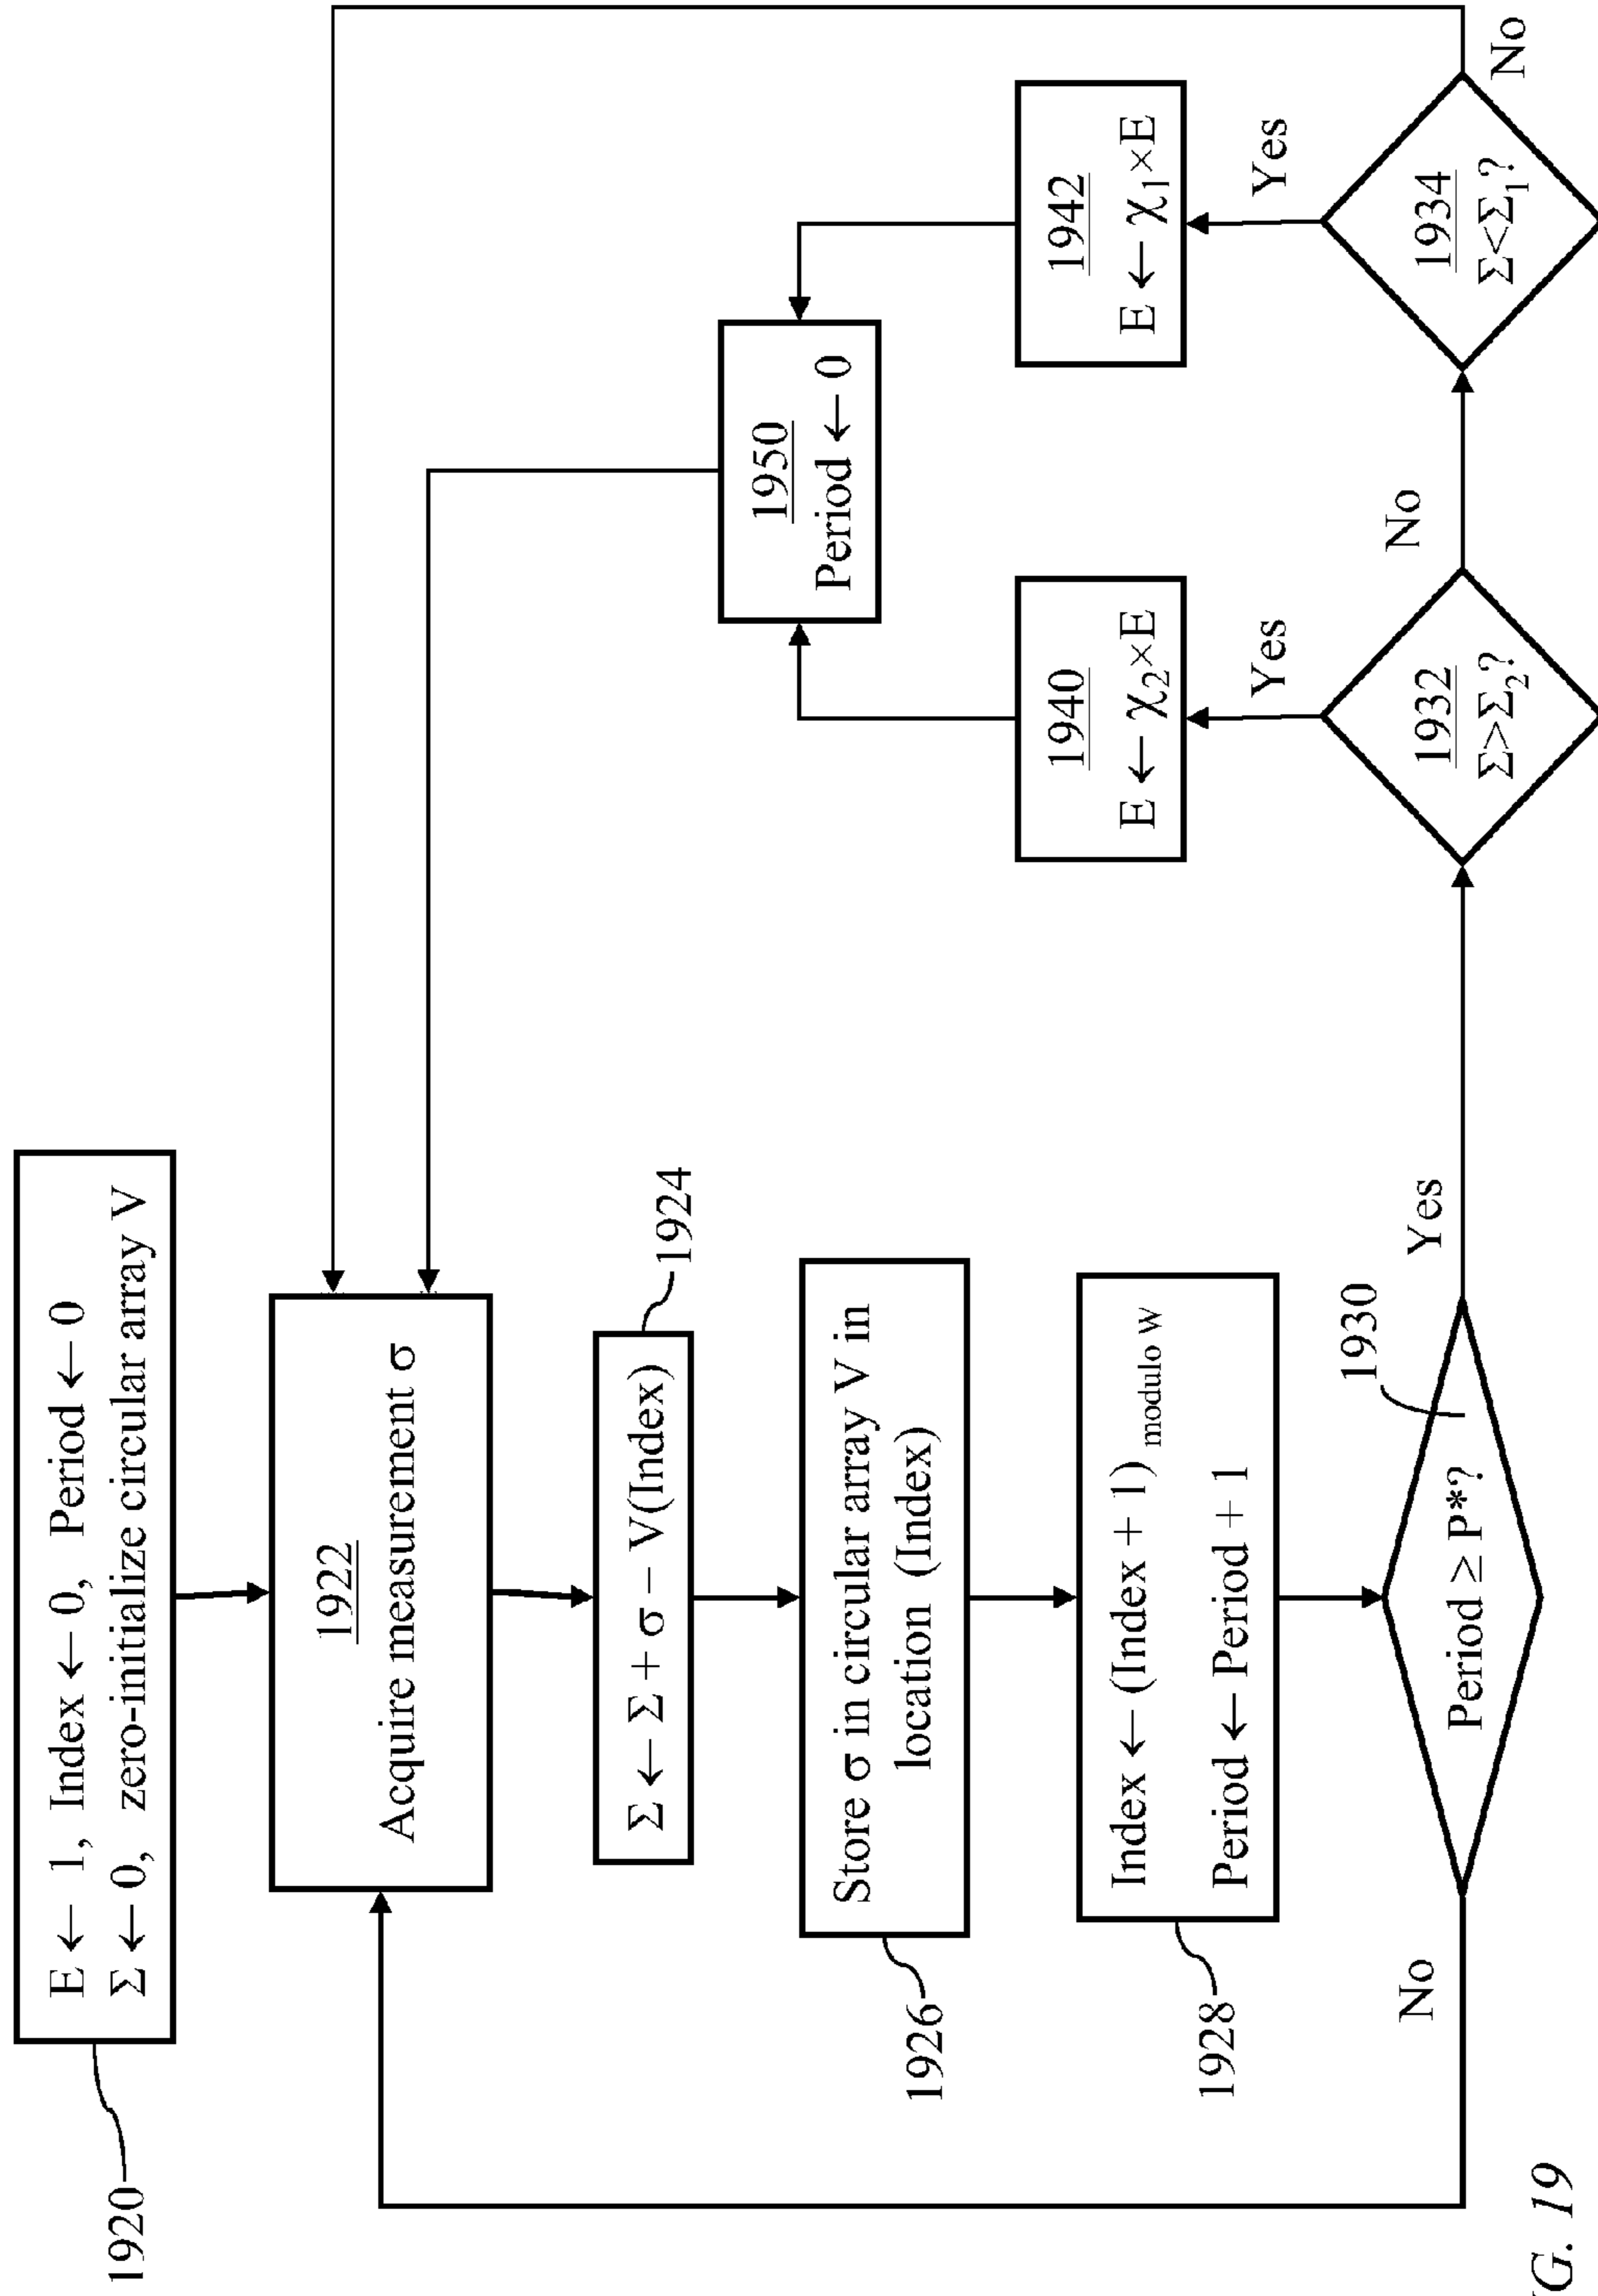 1920
E ← 1, Index ← 0, Period ← 0
Σ ← 0, zero-initialize circular array V
1922
Acquire measurement σ
1924
Σ ← Σ + σ − V(Index)
1926
Store σ in circular array V in
location (Index)
1928
Index ← (Index + 1) modulo W
Period ← Period + 1
1930
Period ≥ P*?
No
Yes
1932
Σ>Σ₂?
Yes
No
1934
Σ<Σ₁?
Yes
No
1940
E ← χ₂×E
1942
E ← χ₁×E
1950
Period ← 0
G. 19